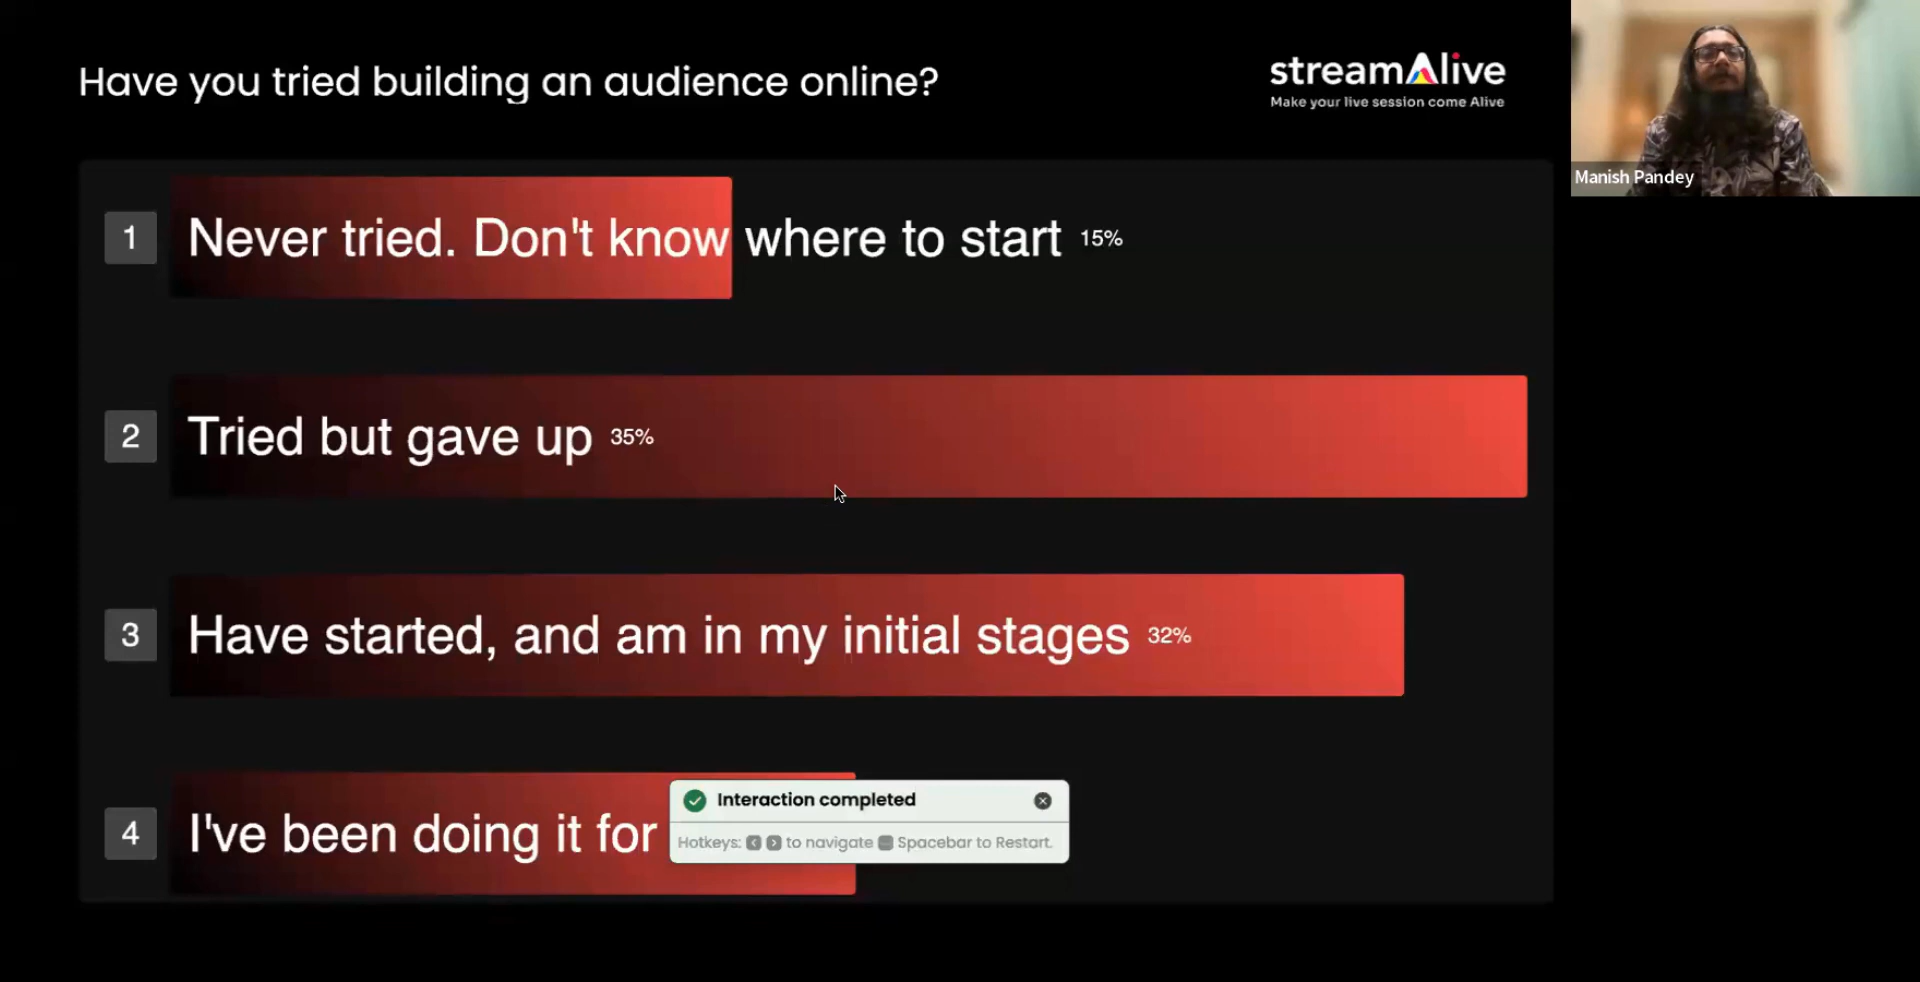 Have you tried building an audience online?
streamAlive
Make your live session come Alive
Manish Pandey
1
Never tried. Don't know where to start 15%
2
Tried but gave up 35%
3
Have started, and am in my initial stages 32%
4
I've been doing it for
Interaction completed
Hotkeys: to navigate Spacebar to Restart.